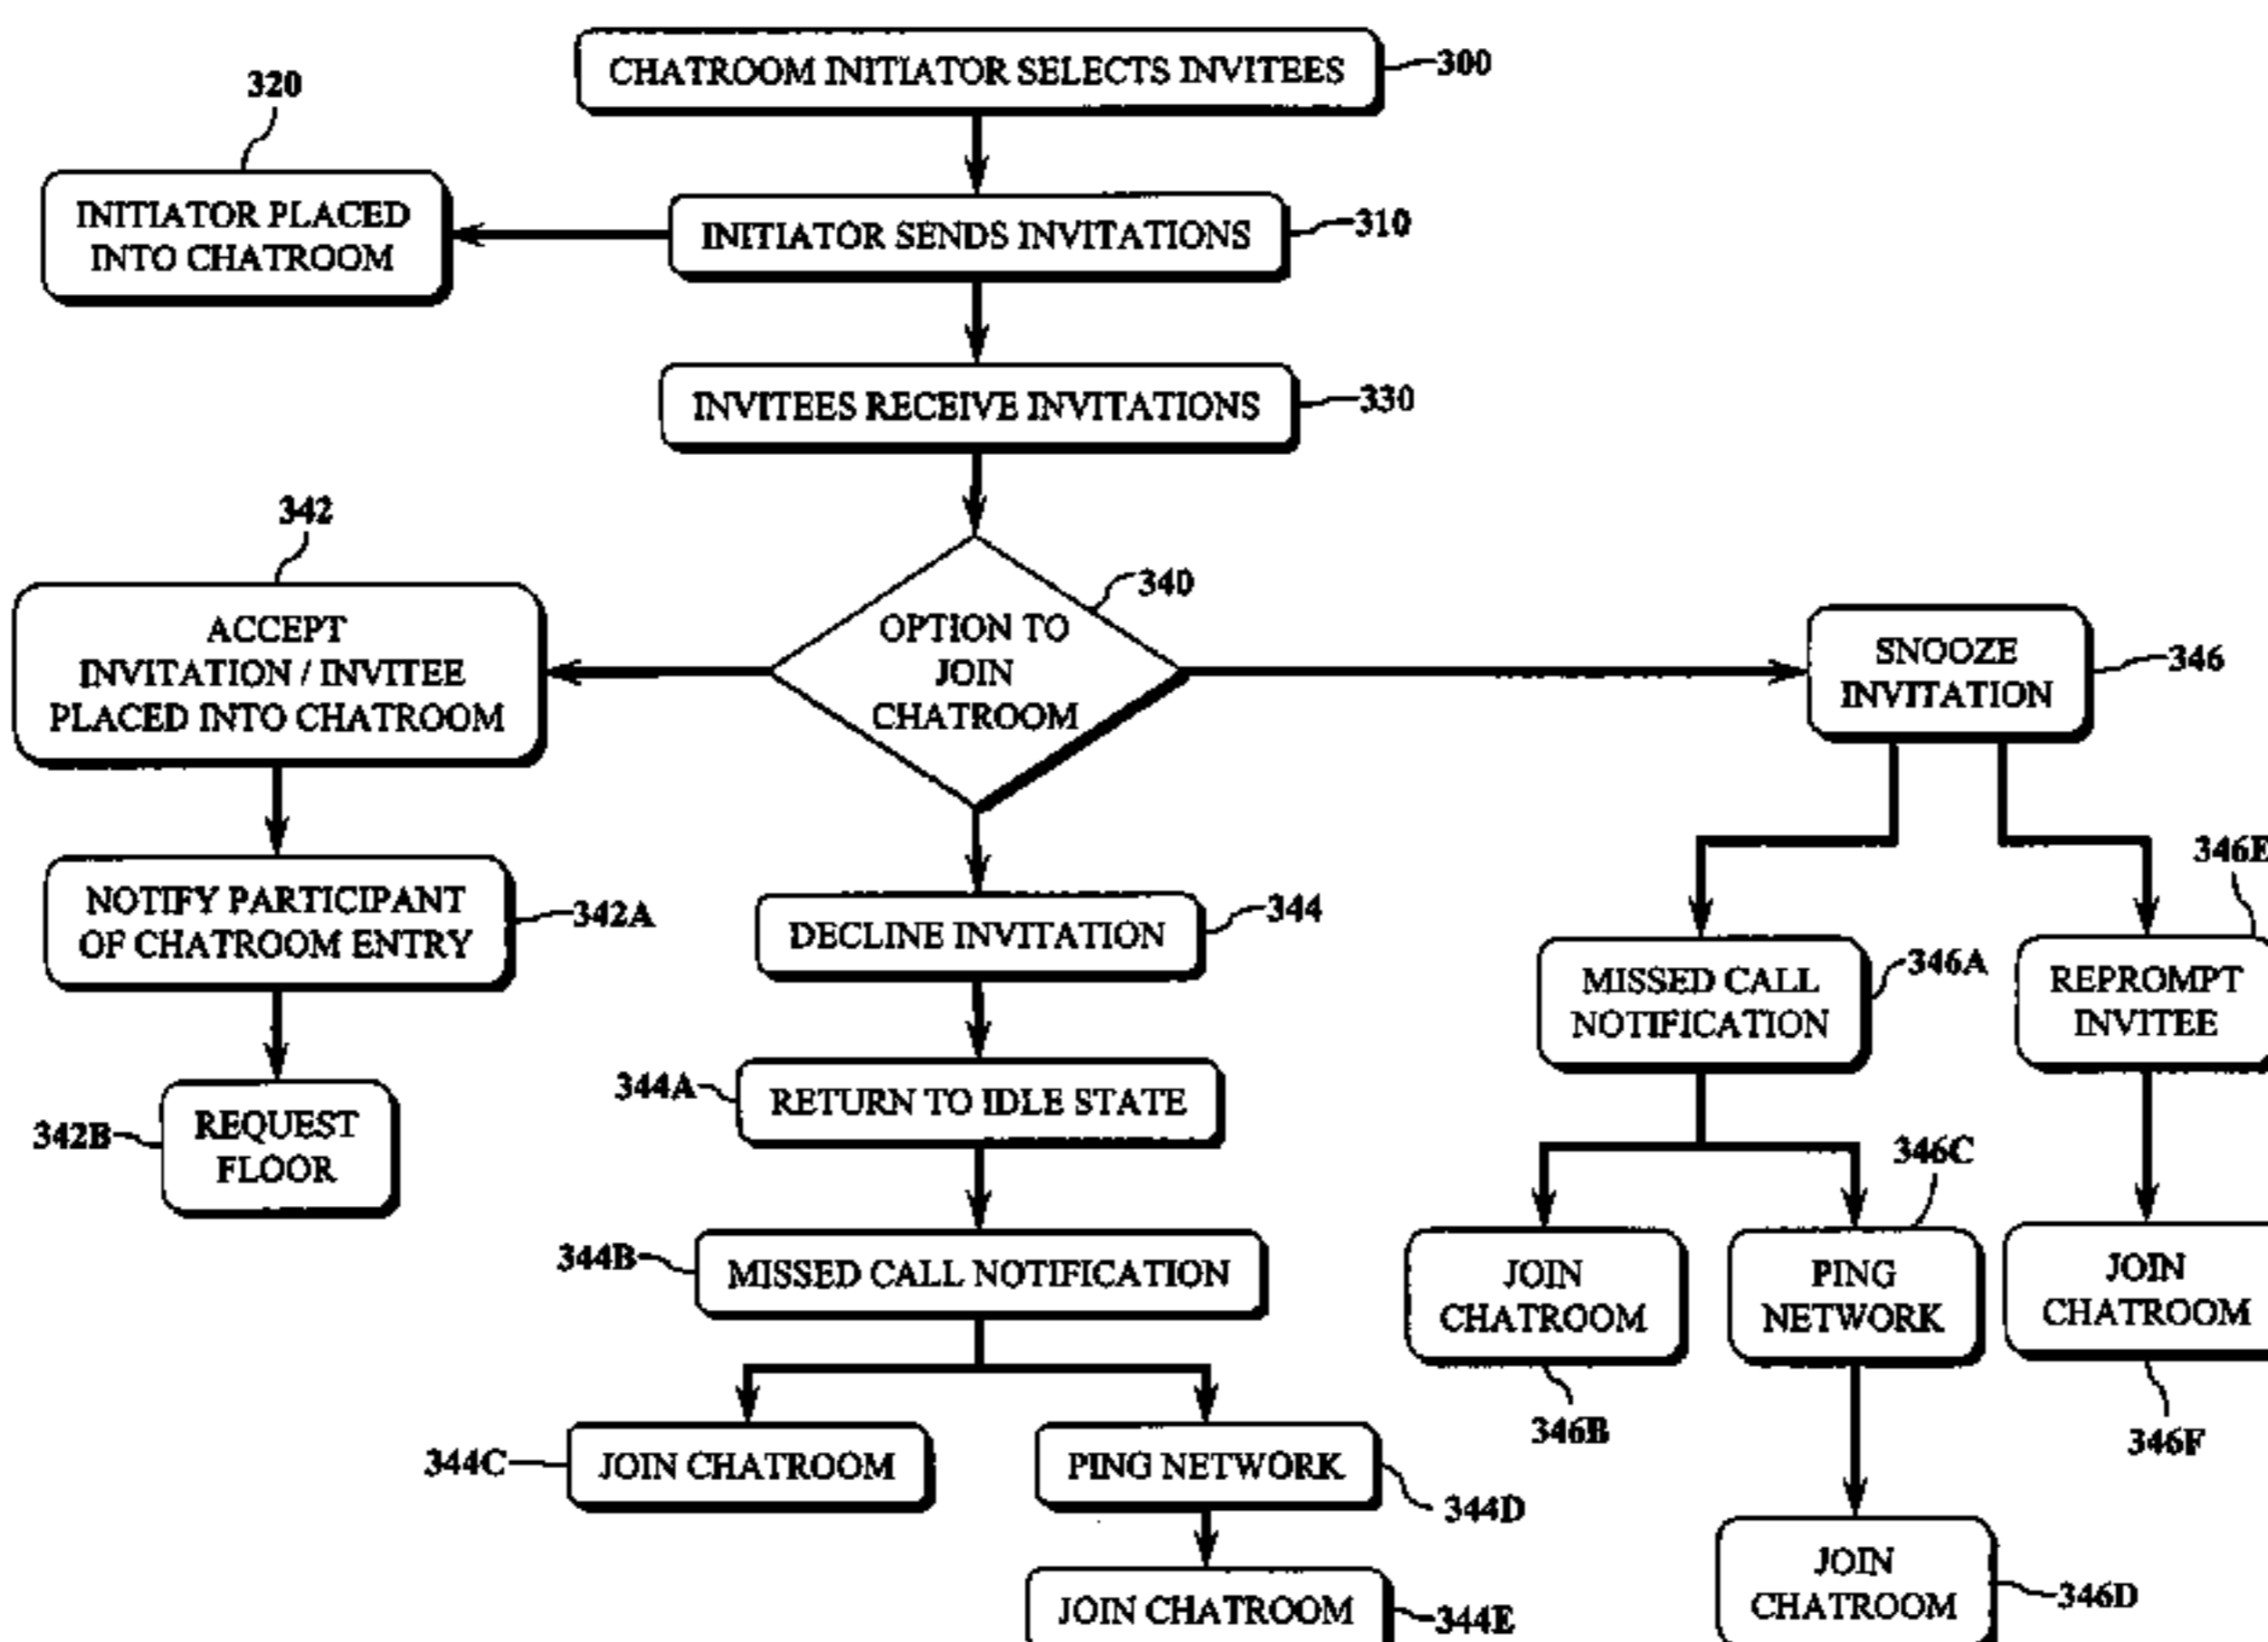 CHATROOM INITIATOR SELECTS INVITEES
300
320
INITIATOR PLACED
INTO CHATROOM
INITIATOR SENDS INVITATIONS
310
INVITEES RECEIVE INVITATIONS
330
342
ACCEPT
INVITATION / INVITEE
PLACED INTO CHATROOM
340
OPTION TO
JOIN
CHATROOM
SNOOZE
INVITATION
346
NOTIFY PARTICIPANT
OF CHATROOM ENTRY
342A
DECLINE INVITATION
344
MISSED CALL
NOTIFICATION
346A
346E
REPROMPT
INVITEE
342B
REQUEST
FLOOR
344A
RETURN TO IDLE STATE
344B
MISSED CALL NOTIFICATION
JOIN
CHATROOM
346B
346C
PING
NETWORK
JOIN
CHATROOM
346F
344C
JOIN CHATROOM
PING NETWORK
344D
JOIN CHATROOM
344E
JOIN
CHATROOM
346D